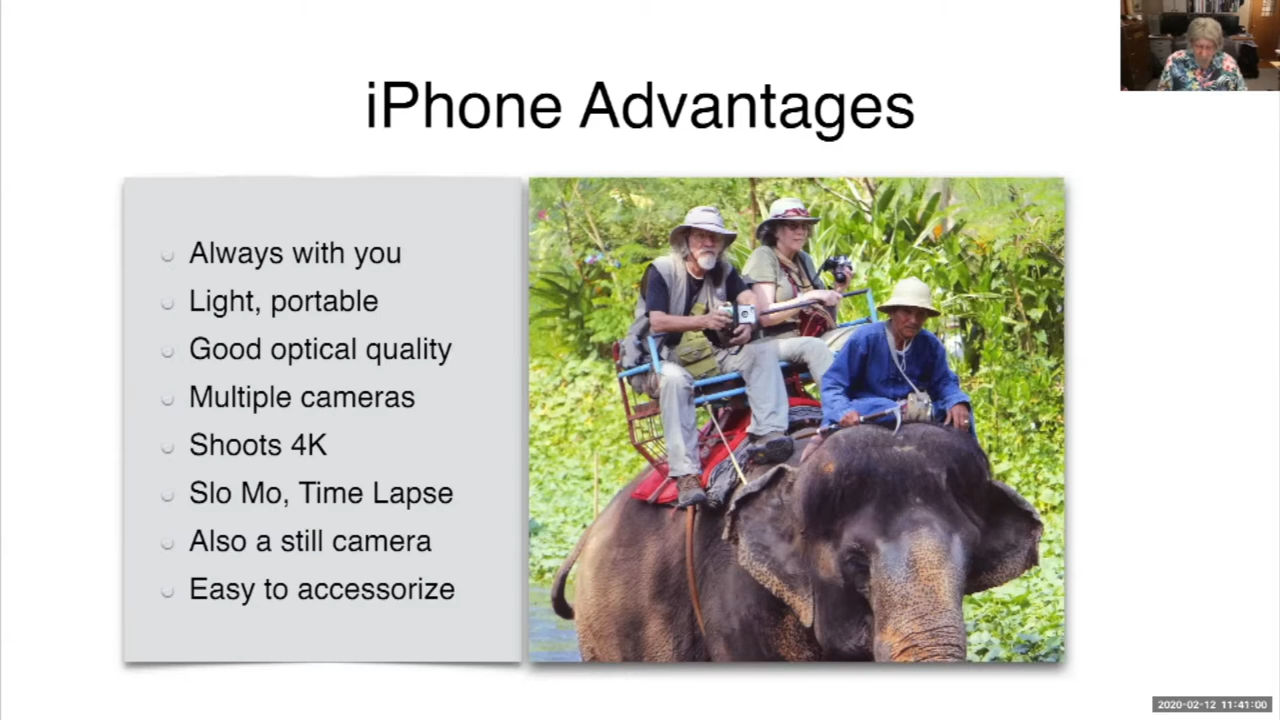 iPhone Advantages
Always with you
Light, portable
Good optical quality
Multiple cameras
Shoots 4K
Slo Mo, Time Lapse
Also a still camera
Easy to accessorize
2020-02-12 11:41:00